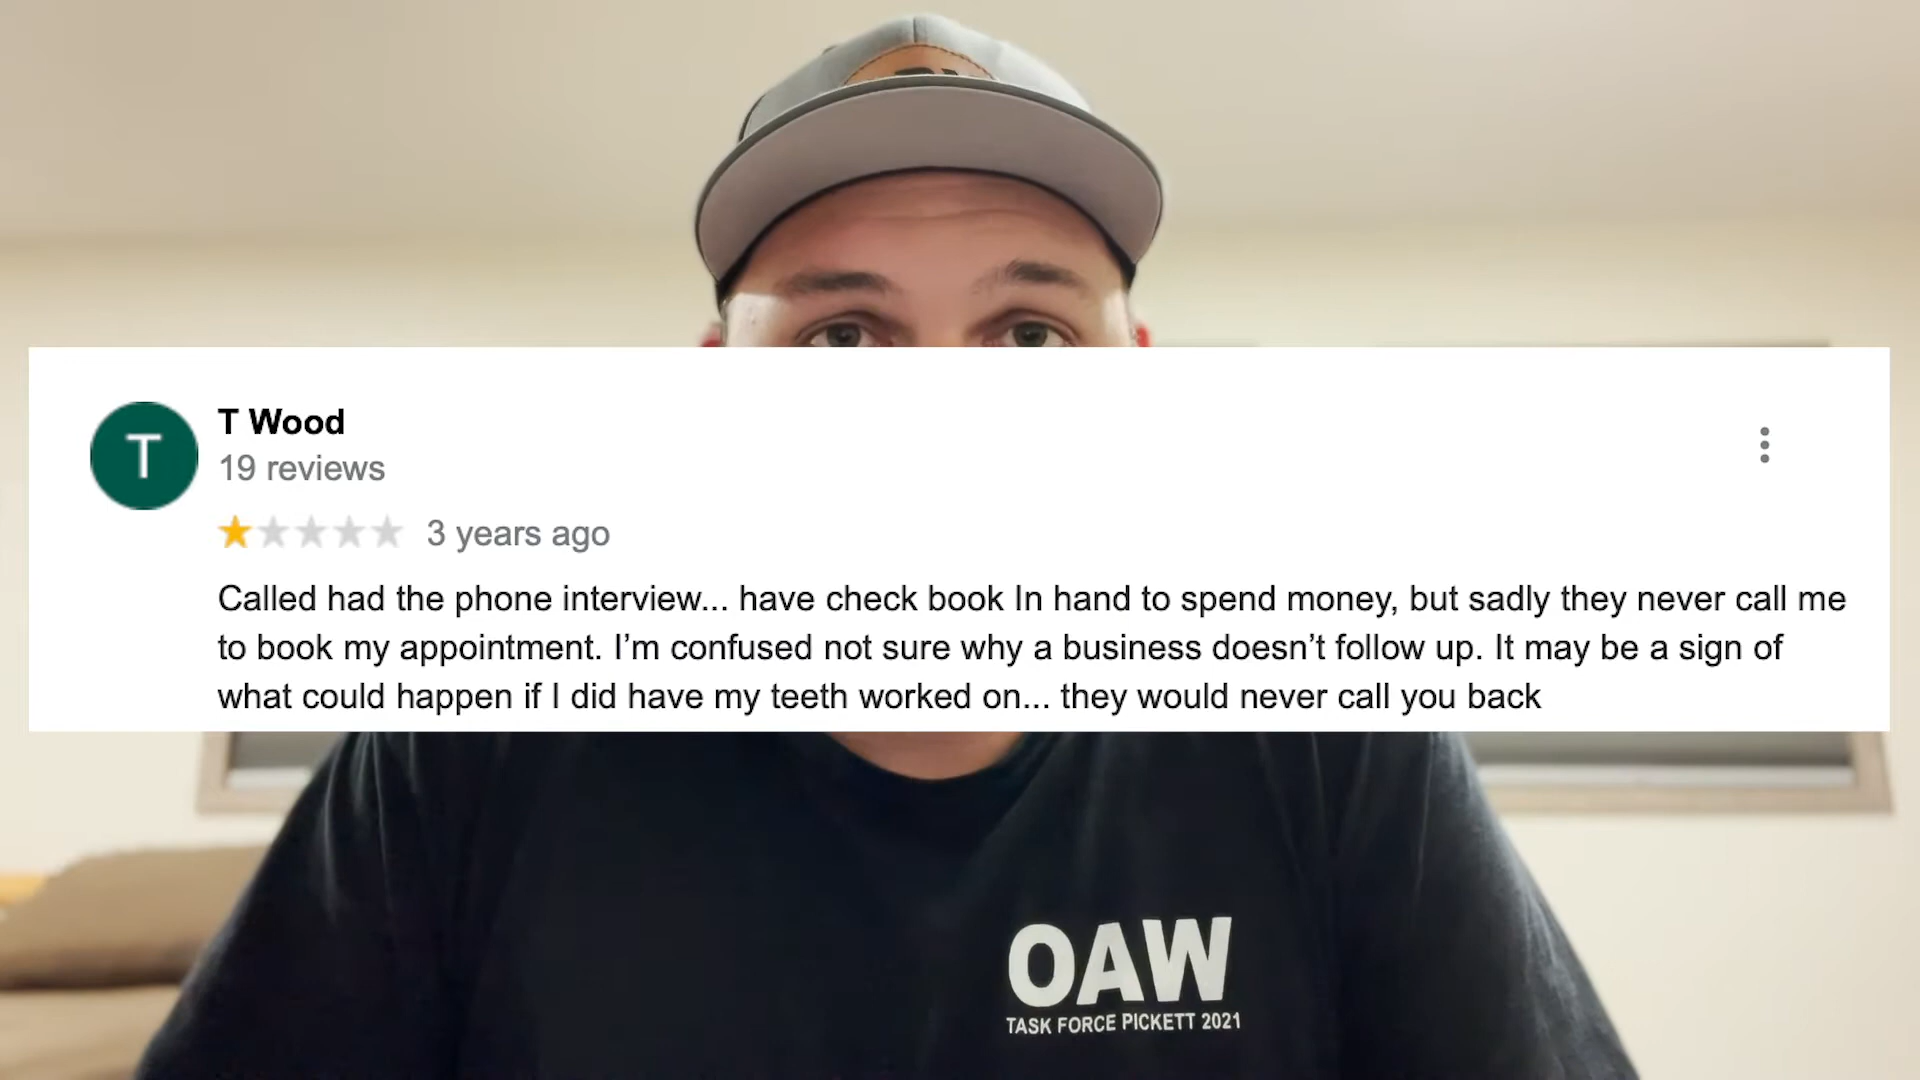 T
T Wood
19 reviews
3 years ago
Called had the phone interview... have check book In hand to spend money, but sadly they never call me
to book my appointment. I’m confused not sure why a business doesn’t follow up. It may be a sign of
what could happen if I did have my teeth worked on... they would never call you back
OAW
TASK FORCE PICKETT 2021